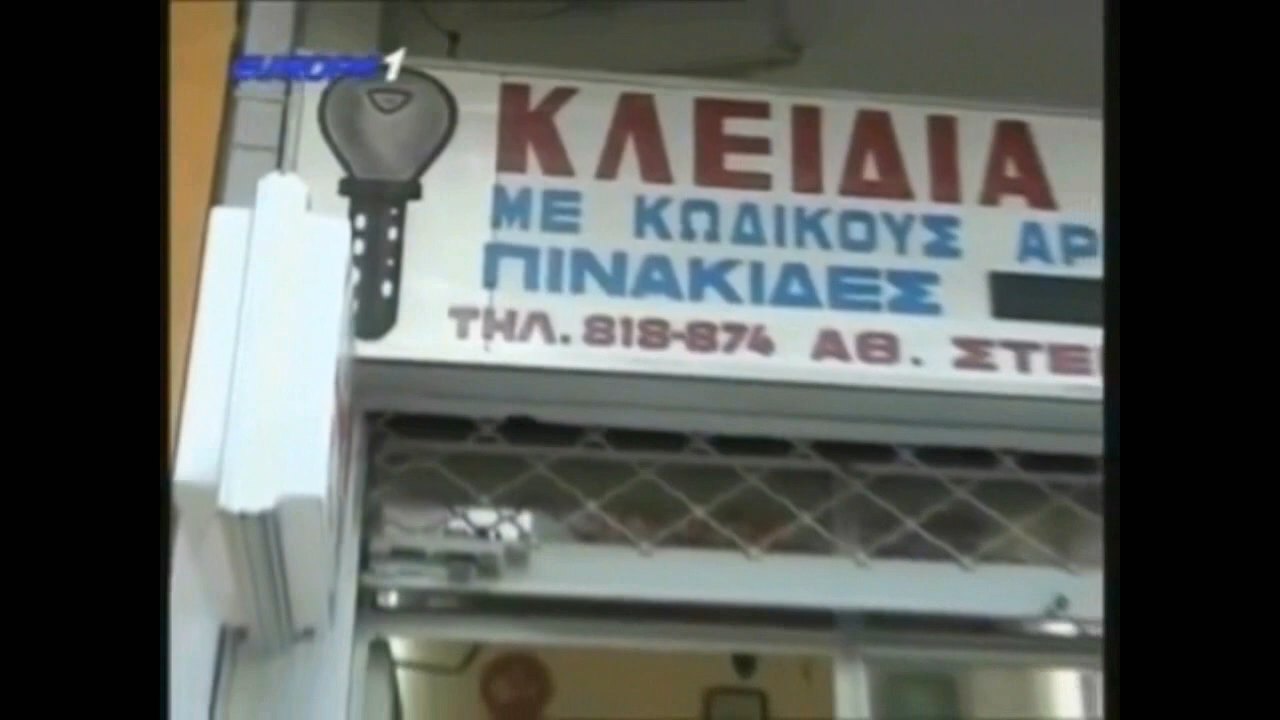 EUROPE 1
ΚΛΕΙΔΙΑ
ΜΕ ΚΩΔΙΚΟΥΣ ΑΡ
ΠΙΝΑΚΙΔΕΣ
ΤΗΛ. 818-874 ΑΘ. ΣΤΕ